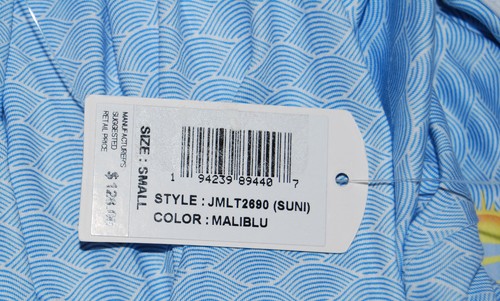 MANUFACTURER'S
SUGGESTED
RETAIL PRICE
SIZE : SMALL
1 94239 89440 7
STYLE : JMLT2690 (SUNI)
COLOR : MALIBLU